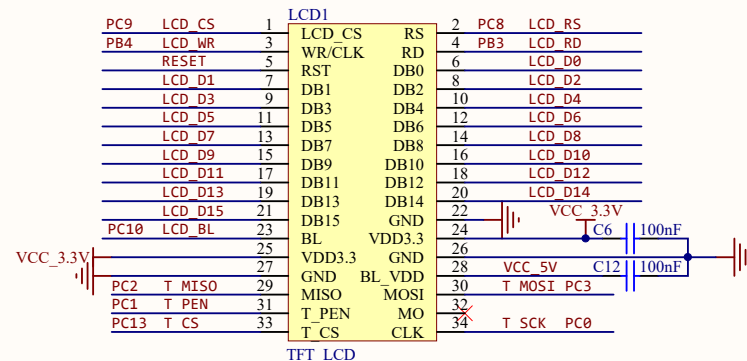 LCD1
PC9 LCD_CS 1 LCD_CS RS 2 PC8 LCD_RS
PB4 LCD_WR 3 WR/CLK RD 4 PB3 LCD_RD
RESET 5 RST DB0 6 LCD_D0
LCD_D1 7 DB1 DB2 8 LCD_D2
LCD_D3 9 DB3 DB4 10 LCD_D4
LCD_D5 11 DB5 DB6 12 LCD_D6
LCD_D7 13 DB7 DB8 14 LCD_D8
LCD_D9 15 DB9 DB10 16 LCD_D10
LCD_D11 17 DB11 DB12 18 LCD_D12
LCD_D13 19 DB13 DB14 20 LCD_D14
LCD_D15 21 DB15 GND 22 VCC_3.3V
PC10 LCD_BL 23 BL VDD3.3 24 C6 100nF
VCC_3.3V 25 VDD3.3 GND 26
27 GND BL_VDD 28 VCC_5V C12 100nF
PC2 T_MISO 29 MISO MOSI 30 T_MOSI PC3
PC1 T_PEN 31 T_PEN MO 32
PC13 T_CS 33 T_CS CLK 34 T_SCK PC0
TFT_LCD